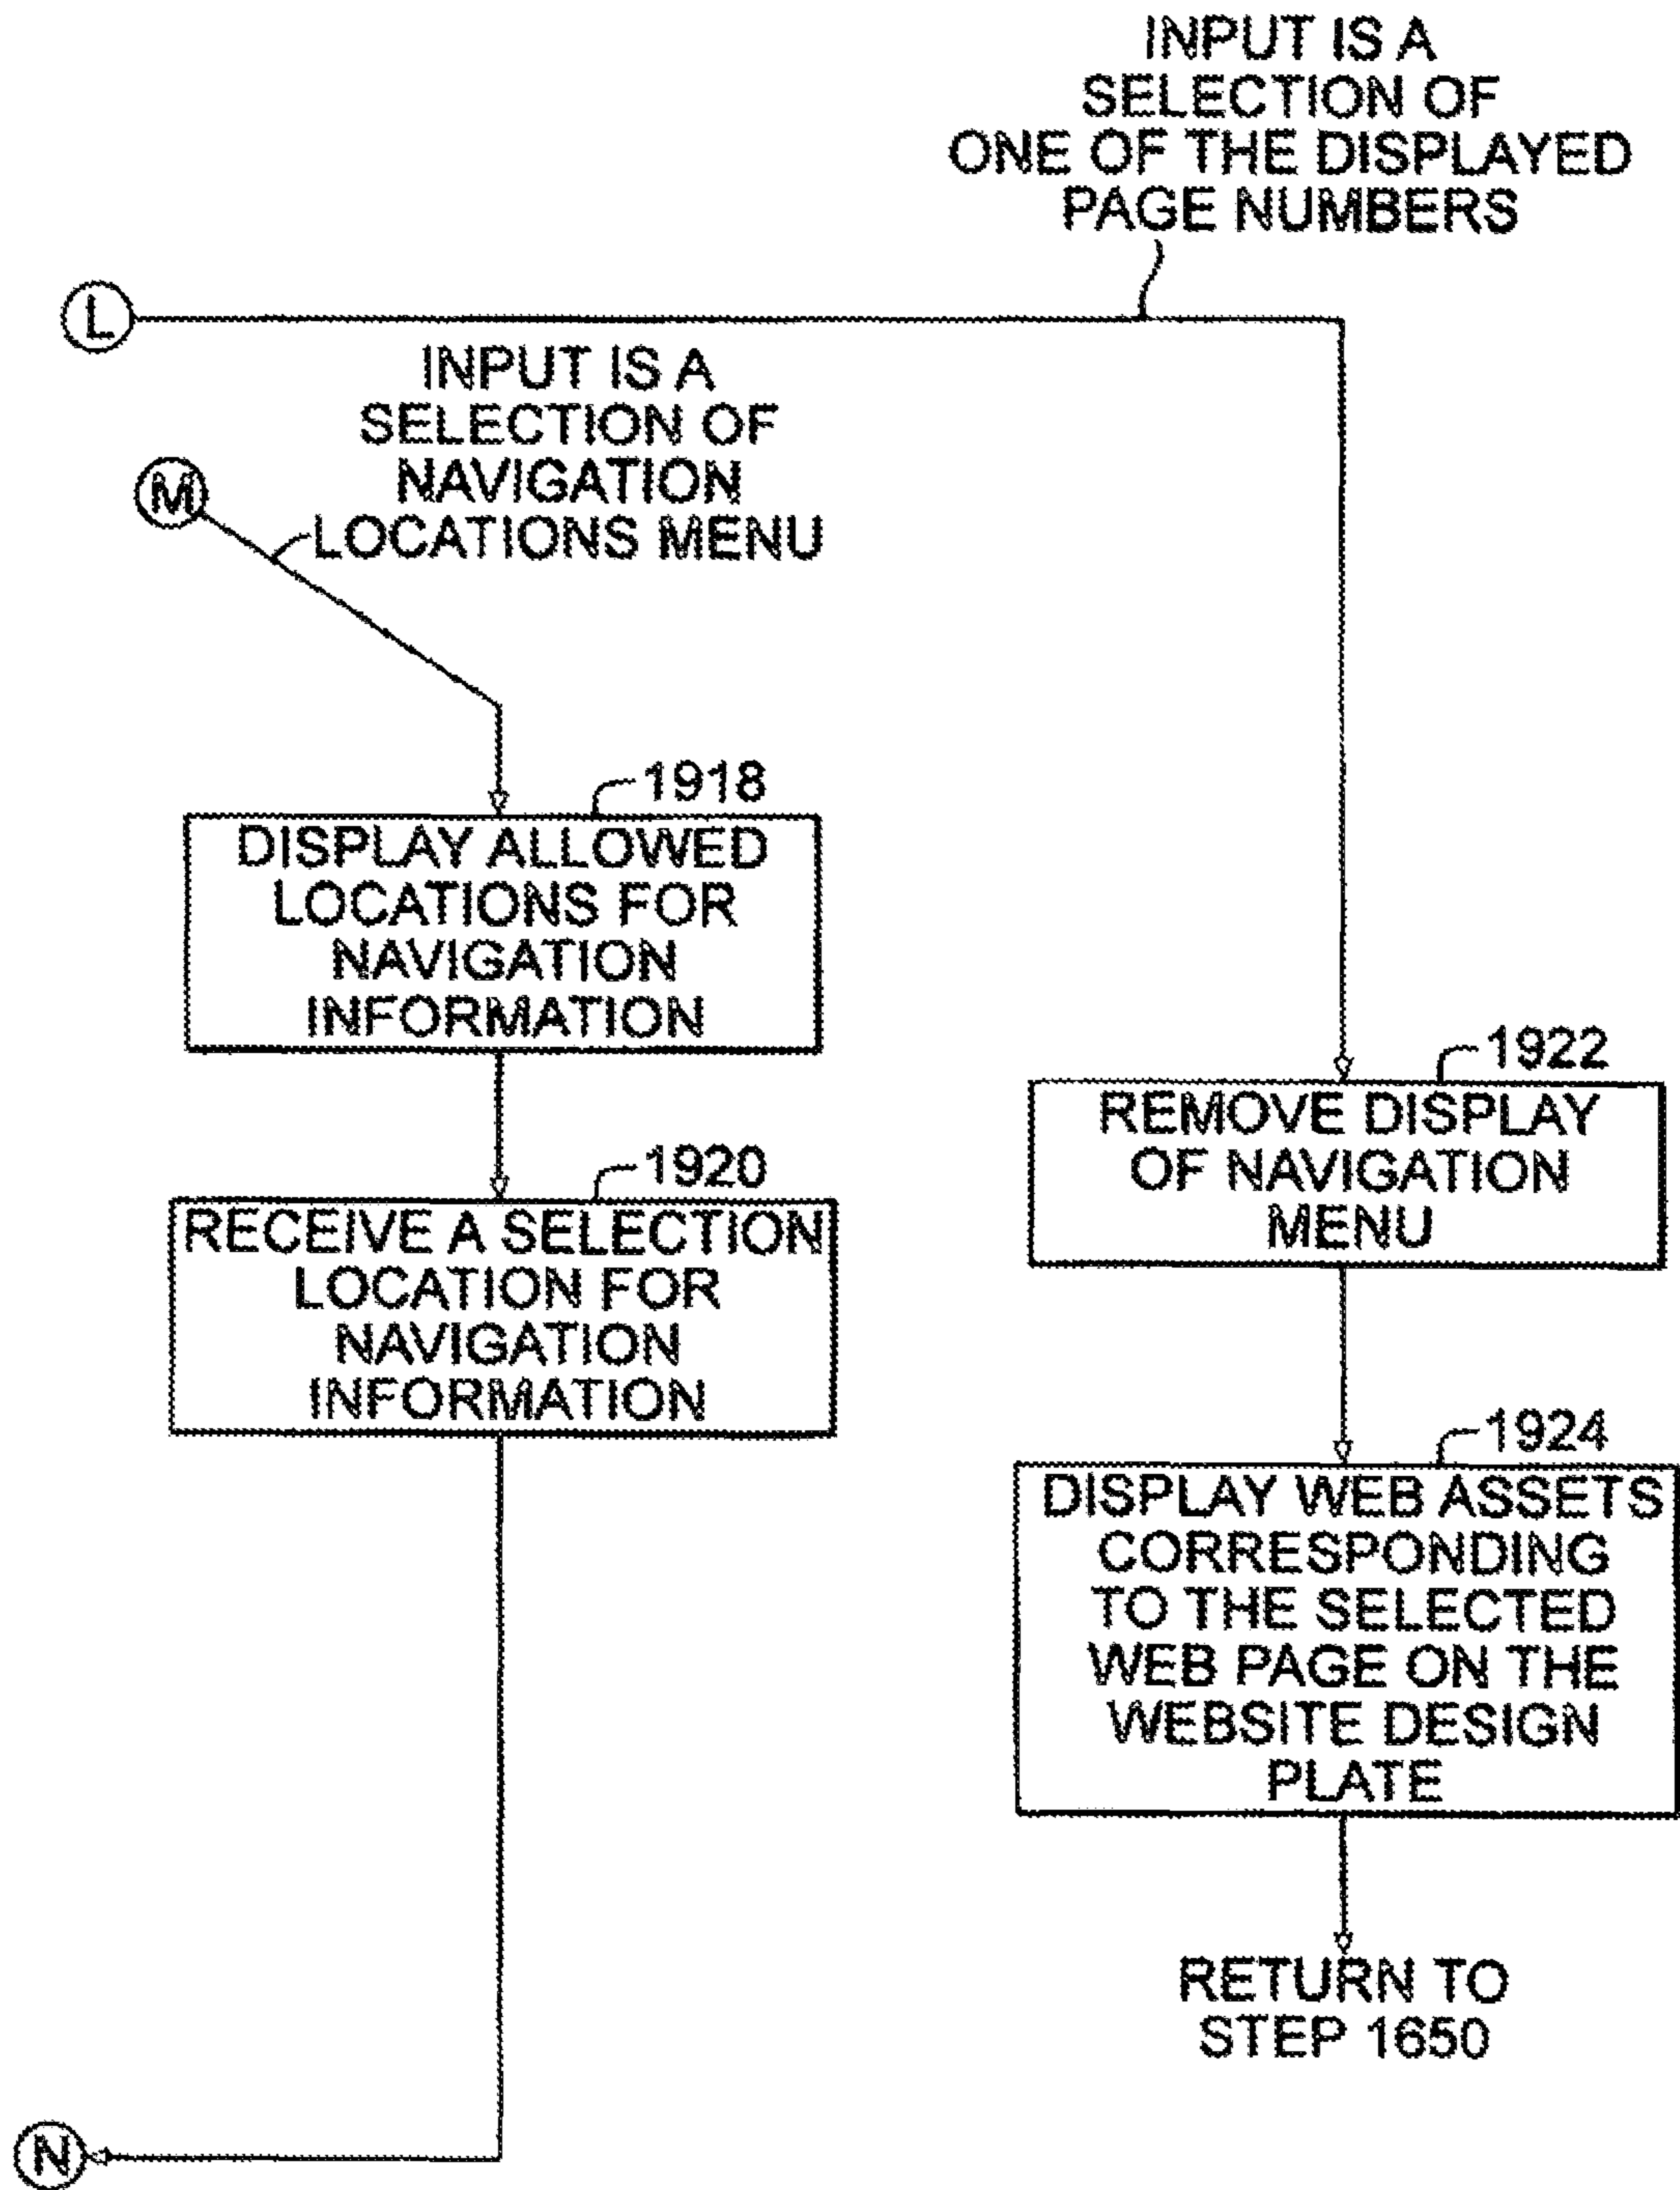 INPUT IS A
SELECTION OF
ONE OF THE DISPLAYED
PAGE NUMBERS
L
INPUT IS A
SELECTION OF
NAVIGATION
LOCATIONS MENU
M
1918
DISPLAY ALLOWED
LOCATIONS FOR
NAVIGATION
INFORMATION
1920
RECEIVE A SELECTION
LOCATION FOR
NAVIGATION
INFORMATION
1922
REMOVE DISPLAY
OF NAVIGATION
MENU
1924
DISPLAY WEB ASSETS
CORRESPONDING
TO THE SELECTED
WEB PAGE ON THE
WEBSITE DESIGN
PLATE
RETURN TO
STEP 1650
N